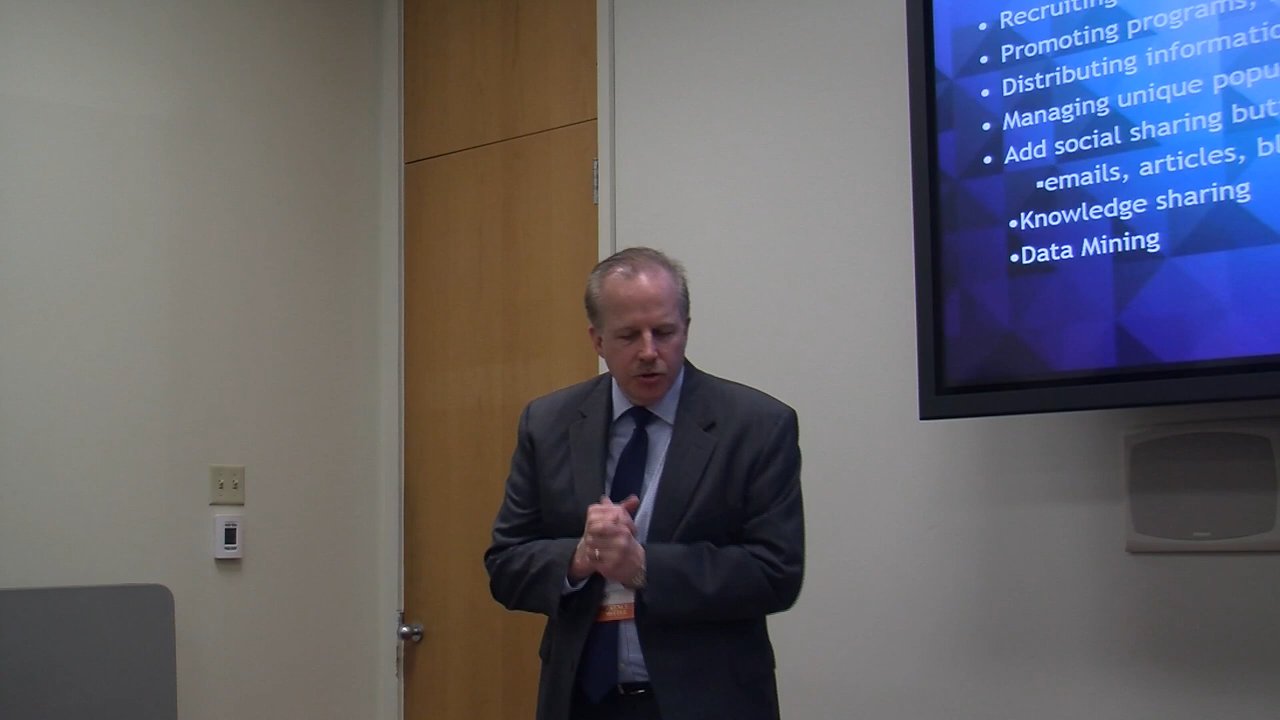 • Recruiting
• Promoting programs,
• Distributing informatio
• Managing unique popu
• Add social sharing but
▪emails, articles, bl
•Knowledge sharing
•Data Mining